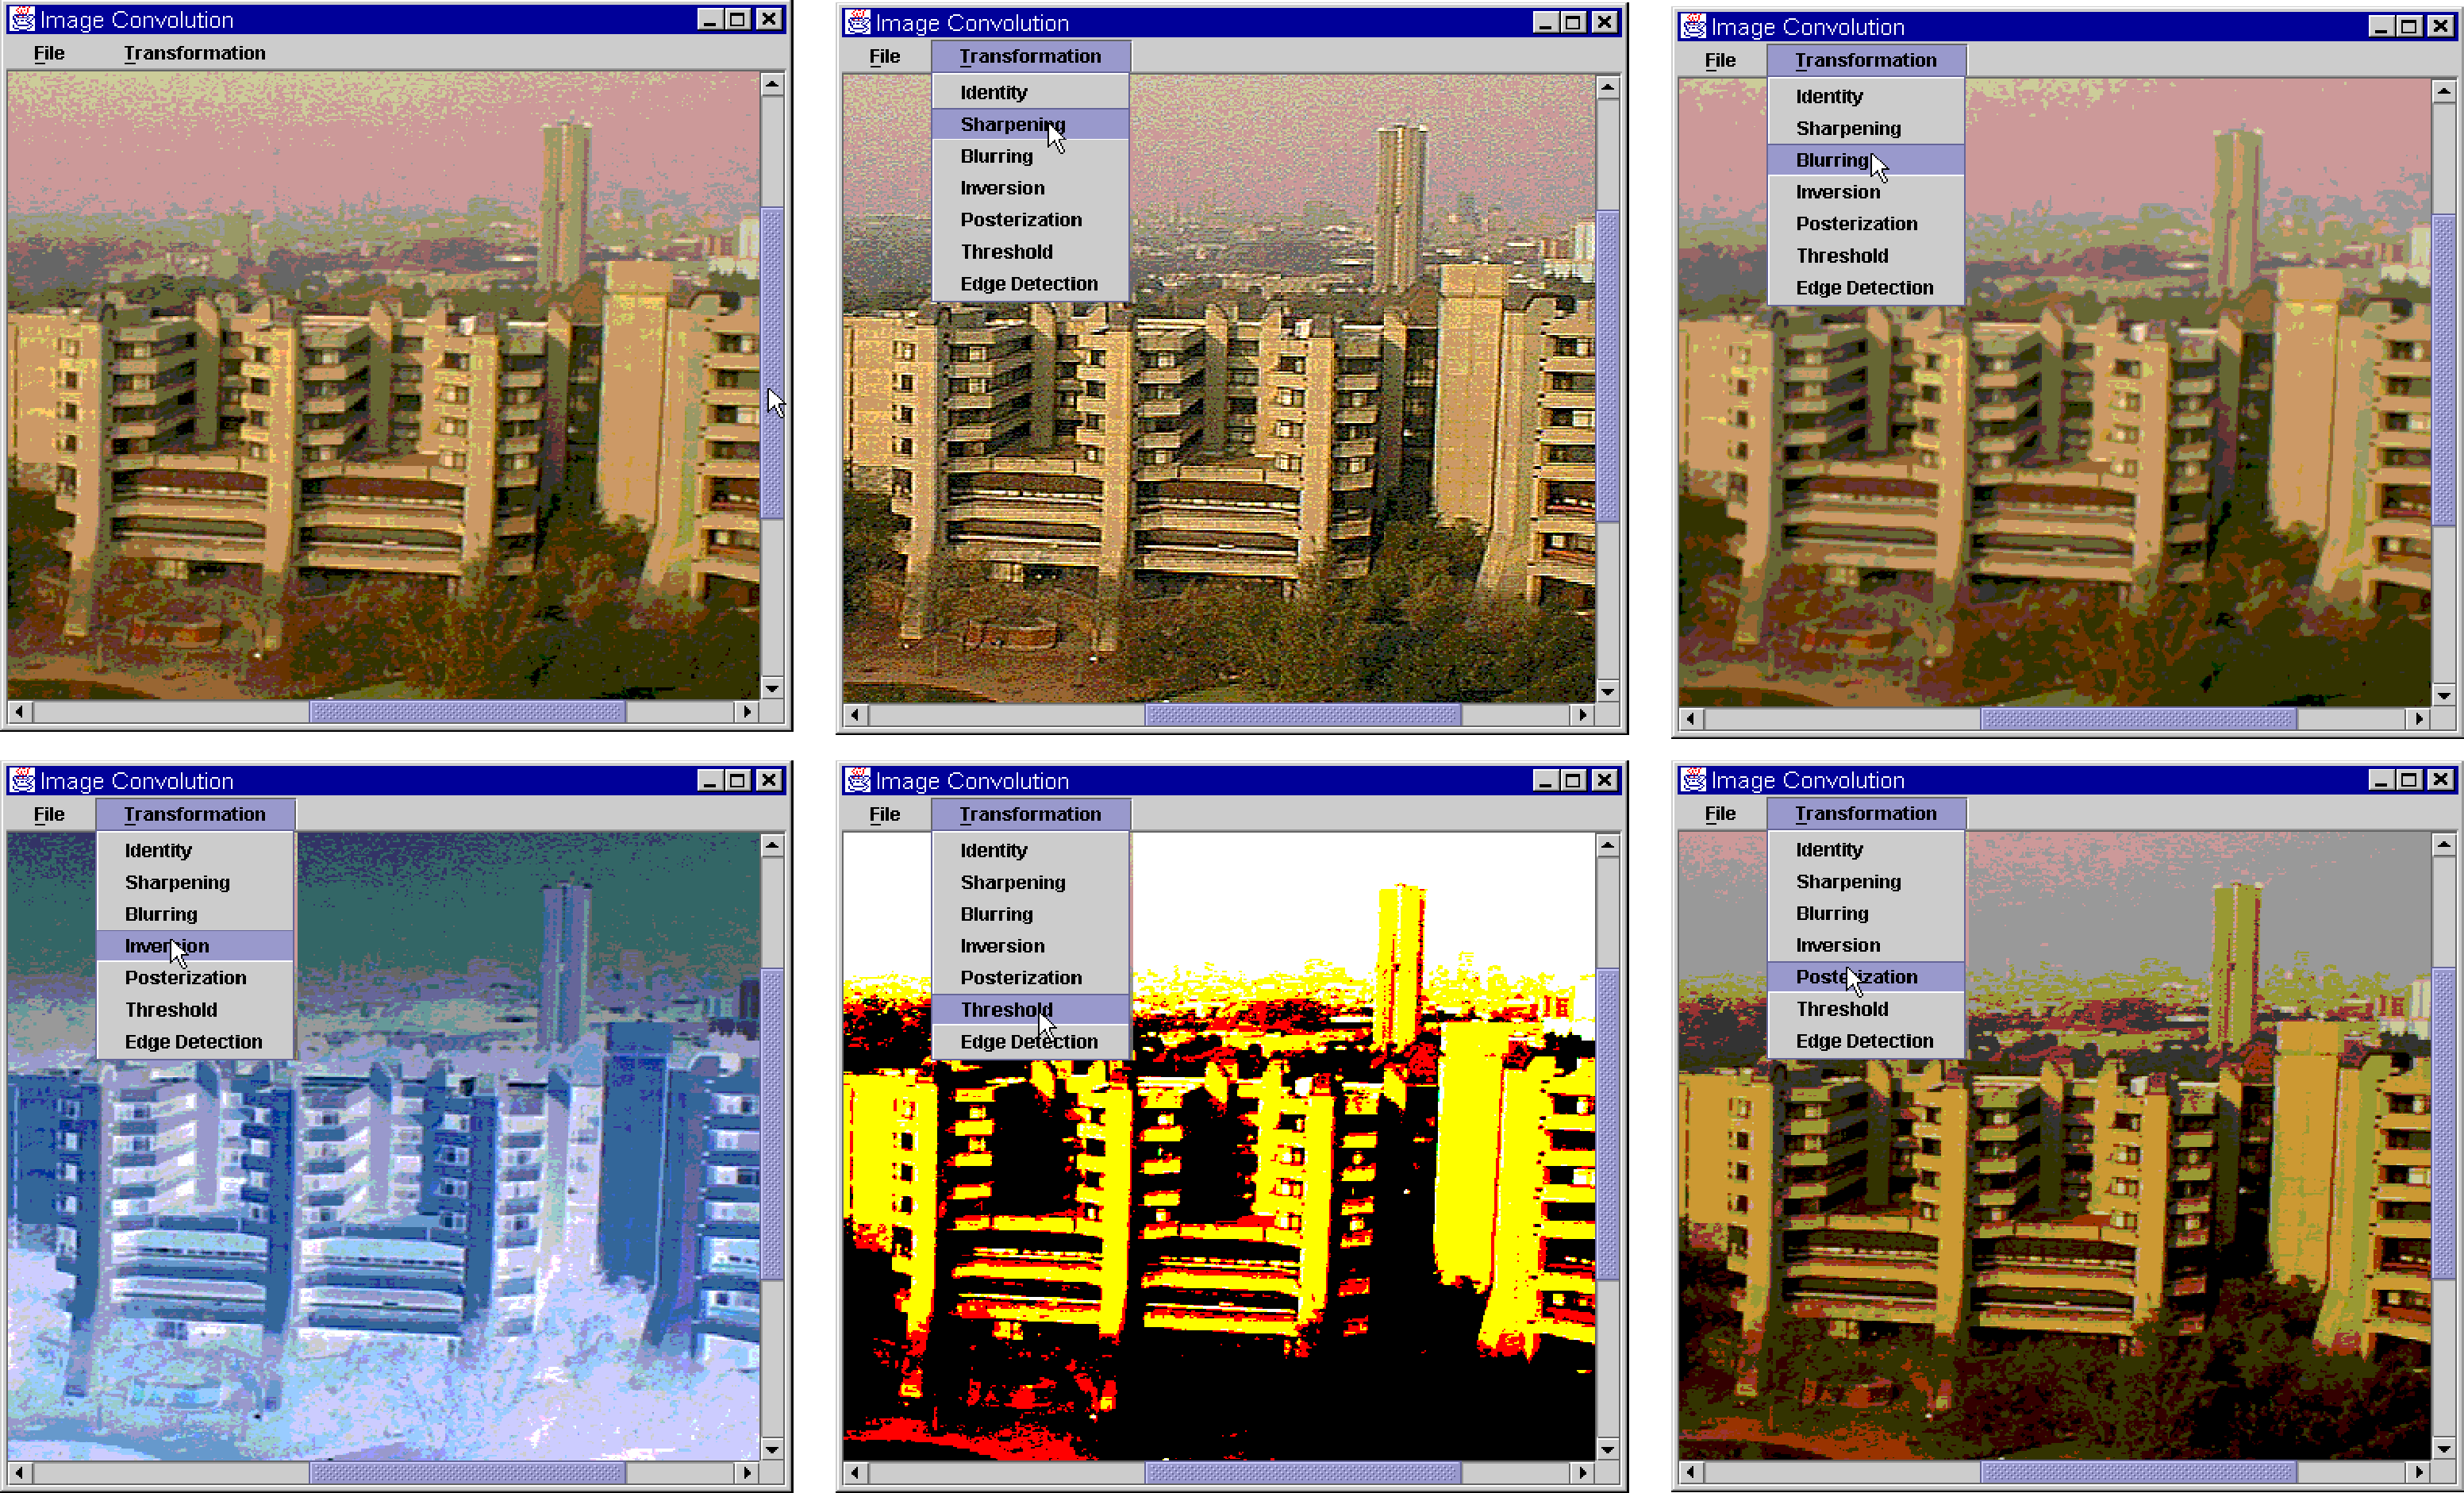 Image Convolution
File Transformation
Image Convolution
File Transformation
Identity
Sharpening
Blurring
Inversion
Posterization
Threshold
Edge Detection
Image Convolution
File Transformation
Identity
Sharpening
Blurring
Inversion
Posterization
Threshold
Edge Detection
Image Convolution
File Transformation
Identity
Sharpening
Blurring
Inversion
Posterization
Threshold
Edge Detection
Image Convolution
File Transformation
Identity
Sharpening
Blurring
Inversion
Posterization
Threshold
Edge Detection
Image Convolution
File Transformation
Identity
Sharpening
Blurring
Inversion
Posterization
Threshold
Edge Detection